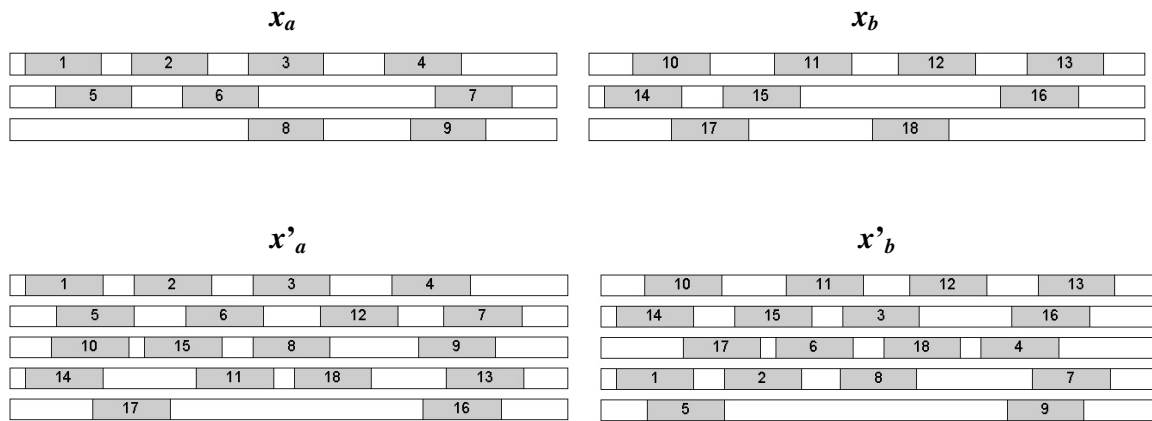 x_a x_b
1 2 3 4 10 11 12 13
5 6 7 14 15 16
8 9 17 18
x’_a x’_b
1 2 3 4 10 11 12 13
5 6 12 7 14 15 3 16
10 15 8 9 17 6 18 4
14 11 18 13 1 2 8 7
17 16 5 9